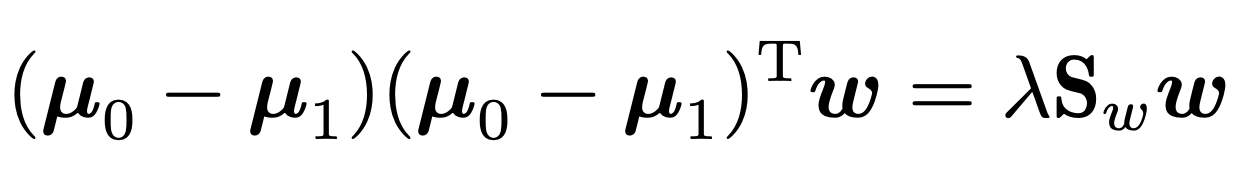 (μ₀ − μ₁)(μ₀ − μ₁)ᵀw = λS_w w